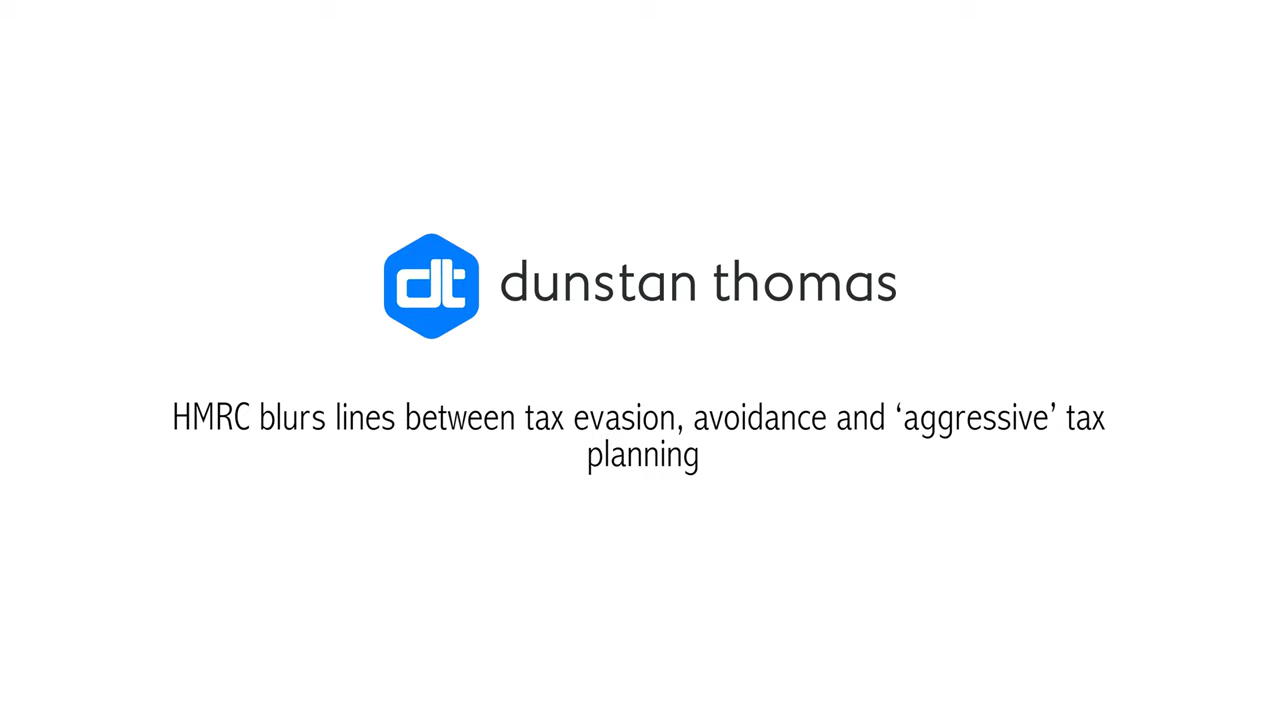 dt dunstan thomas
HMRC blurs lines between tax evasion, avoidance and ‘aggressive’ tax
planning